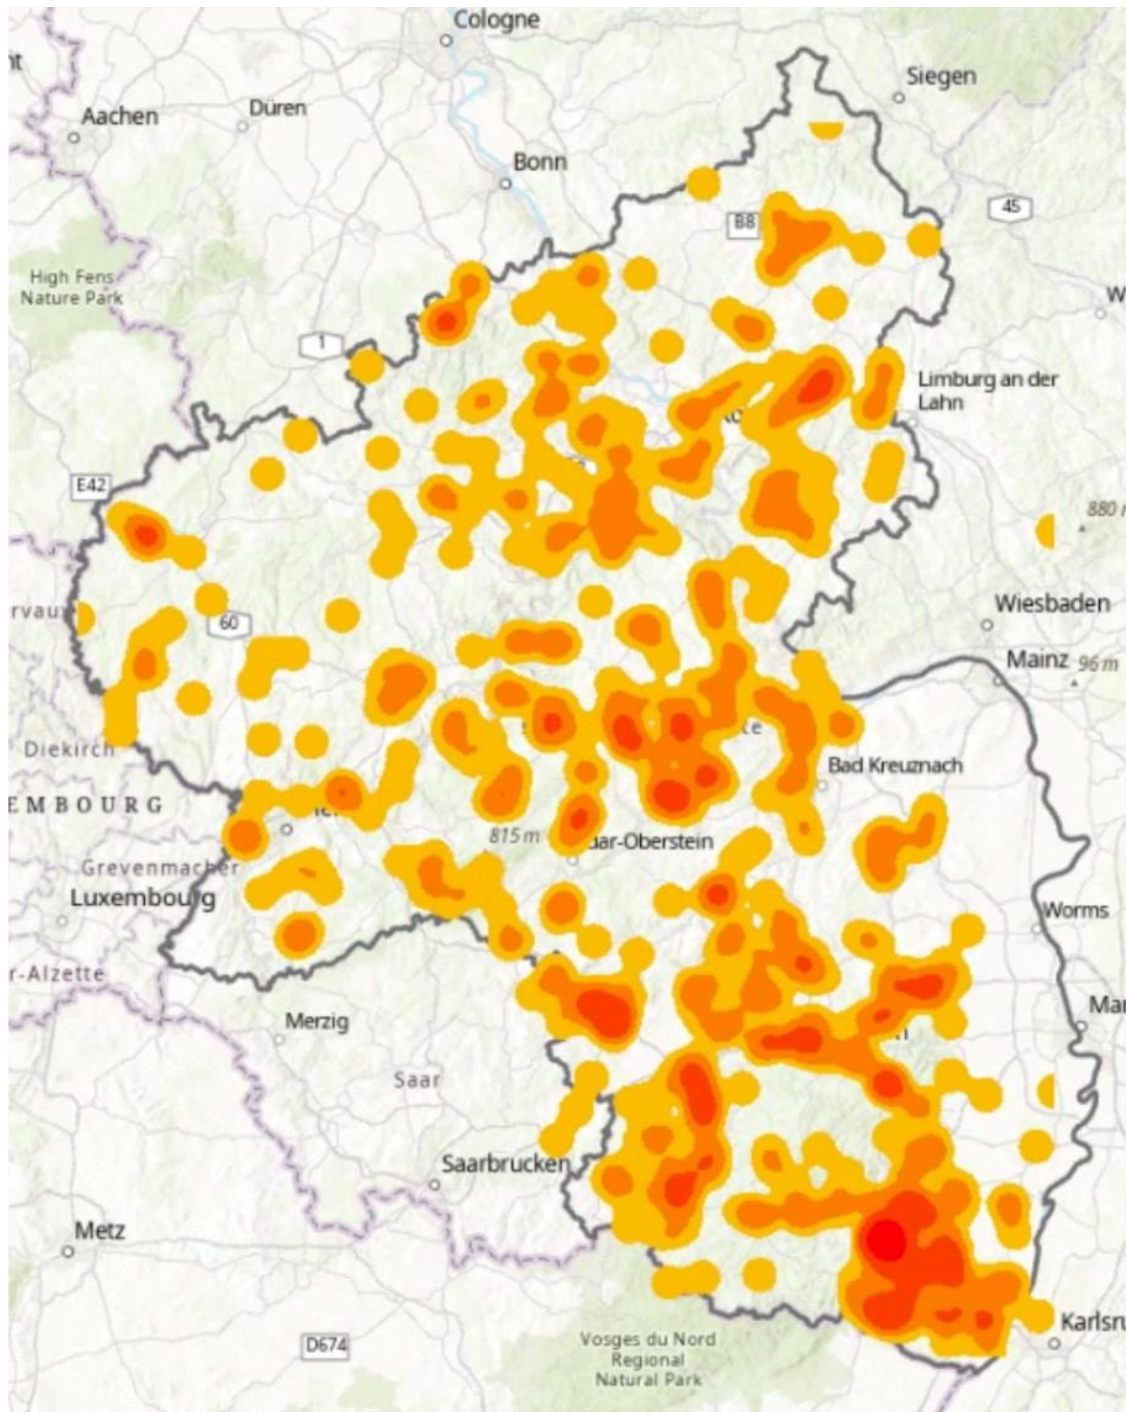 Cologne
Siegen
Aachen
Düren
Bonn
45
B8
High Fens
Nature Park
1
Limburg an der
Lahn
E42
880
Wiesbaden
60
Mainz 96 m
Diekirch
Bad Kreuznach
EMBOURG
815 m
dar-Oberstein
Grevenmacher
Luxembourg
Worms
r-Alzette
Mar
Merzig
Saar
Saarbrucken
Metz
Karlsru
D674
Vosges du Nord
Regional
Natural Park